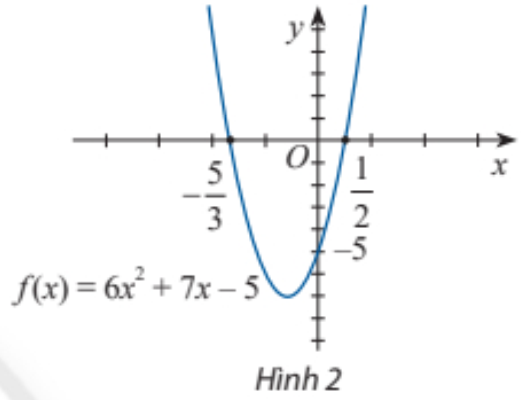 y
O
x
-5/3
1/2
-5
f(x) = 6x² + 7x – 5
Hình 2